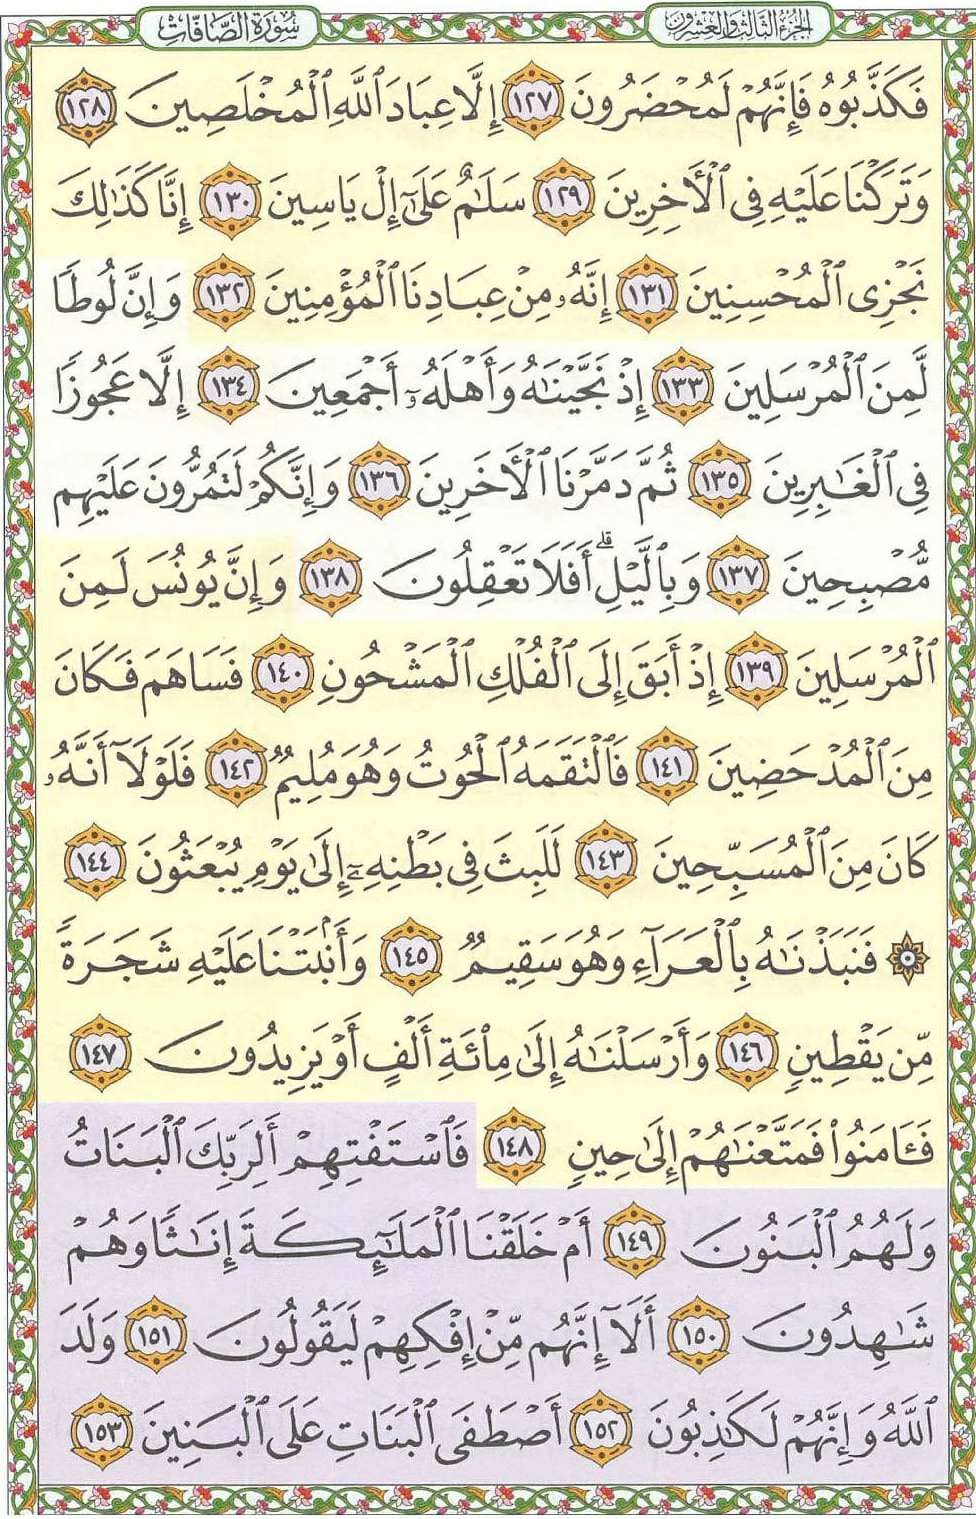 الجزء الثالث والعشرون
سورة الصافات
فَكَذَّبُوهُ فَإِنَّهُمْ لَمُحْضَرُونَ ١٢٧ إِلَّا عِبَادَ ٱللَّهِ ٱلْمُخْلَصِينَ ١٢٨
وَتَرَكْنَا عَلَيْهِ فِى ٱلْأَخِرِينَ ١٢٩ سَلَٰمٌ عَلَىٰٓ إِلْ يَاسِينَ ١٣٠ إِنَّا كَذَٰلِكَ
نَجْزِى ٱلْمُحْسِنِينَ ١٣١ إِنَّهُۥ مِنْ عِبَادِنَا ٱلْمُؤْمِنِينَ ١٣٢ وَإِنَّ لُوطًا
لَّمِنَ ٱلْمُرْسَلِينَ ١٣٣ إِذْ نَجَّيْنَٰهُ وَأَهْلَهُۥٓ أَجْمَعِينَ ١٣٤ إِلَّا عَجُوزًا
فِى ٱلْغَٰبِرِينَ ١٣٥ ثُمَّ دَمَّرْنَا ٱلْأَخَرِينَ ١٣٦ وَإِنَّكُمْ لَتَمُرُّونَ عَلَيْهِم
مُّصْبِحِينَ ١٣٧ وَبِٱلَّيْلِ ۗ أَفَلَا تَعْقِلُونَ ١٣٨ وَإِنَّ يُونُسَ لَمِنَ
ٱلْمُرْسَلِينَ ١٣٩ إِذْ أَبَقَ إِلَى ٱلْفُلْكِ ٱلْمَشْحُونِ ١٤٠ فَسَاهَمَ فَكَانَ
مِنَ ٱلْمُدْحَضِينَ ١٤١ فَٱلْتَقَمَهُ ٱلْحُوتُ وَهُوَ مُلِيمٌ ١٤٢ فَلَوْلَآ أَنَّهُۥ
كَانَ مِنَ ٱلْمُسَبِّحِينَ ١٤٣ لَلَبِثَ فِى بَطْنِهِۦٓ إِلَىٰ يَوْمِ يُبْعَثُونَ ١٤٤
۞ فَنَبَذْنَٰهُ بِٱلْعَرَآءِ وَهُوَ سَقِيمٌ ١٤٥ وَأَنۢبَتْنَا عَلَيْهِ شَجَرَةً
مِّن يَقْطِينٍ ١٤٦ وَأَرْسَلْنَٰهُ إِلَىٰ مِا۟ئَةِ أَلْفٍ أَوْ يَزِيدُونَ ١٤٧
فَـَٔامَنُوا۟ فَمَتَّعْنَٰهُمْ إِلَىٰ حِينٍ ١٤٨ فَٱسْتَفْتِهِمْ أَلِرَبِّكَ ٱلْبَنَاتُ
وَلَهُمُ ٱلْبَنُونَ ١٤٩ أَمْ خَلَقْنَا ٱلْمَلَٰٓئِكَةَ إِنَٰثًا وَهُمْ
شَٰهِدُونَ ١٥٠ أَلَآ إِنَّهُم مِّنْ إِفْكِهِمْ لَيَقُولُونَ ١٥١ وَلَدَ
ٱللَّهُ وَإِنَّهُمْ لَكَٰذِبُونَ ١٥٢ أَصْطَفَى ٱلْبَنَاتِ عَلَى ٱلْبَنِينَ ١٥٣